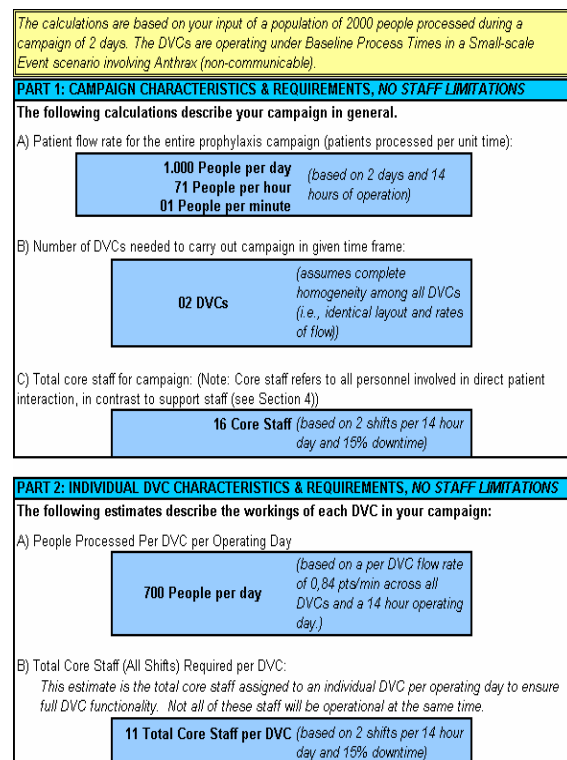 The calculations are based on your input of a population of 2000 people processed during a
campaign of 2 days. The DVCs are operating under Baseline Process Times in a Small-scale
Event scenario involving Anthrax (non-communicable).
PART 1: CAMPAIGN CHARACTERISTICS & REQUIREMENTS, NO STAFF LIMITATIONS
The following calculations describe your campaign in general.
A) Patient flow rate for the entire prophylaxis campaign (patients processed per unit time):
1.000 People per day
71 People per hour
01 People per minute
(based on 2 days and 14
hours of operation)
B) Number of DVCs needed to carry out campaign in given time frame:
02 DVCs
(assumes complete
homogeneity among all DVCs
(i.e., identical layout and rates
of flow))
C) Total core staff for campaign: (Note: Core staff refers to all personnel involved in direct patient
interaction, in contrast to support staff (see Section 4))
16 Core Staff (based on 2 shifts per 14 hour
day and 15% downtime)
PART 2: INDIVIDUAL DVC CHARACTERISTICS & REQUIREMENTS, NO STAFF LIMITATIONS
The following estimates describe the workings of each DVC in your campaign:
A) People Processed Per DVC per Operating Day
700 People per day
(based on a per DVC flow rate
of 0,84 pts/min across all
DVCs and a 14 hour operating
day.)
B) Total Core Staff (All Shifts) Required per DVC:
This estimate is the total core staff assigned to an individual DVC per operating day to ensure
full DVC functionality. Not all of these staff will be operational at the same time.
11 Total Core Staff per DVC (based on 2 shifts per 14 hour
day and 15% downtime)